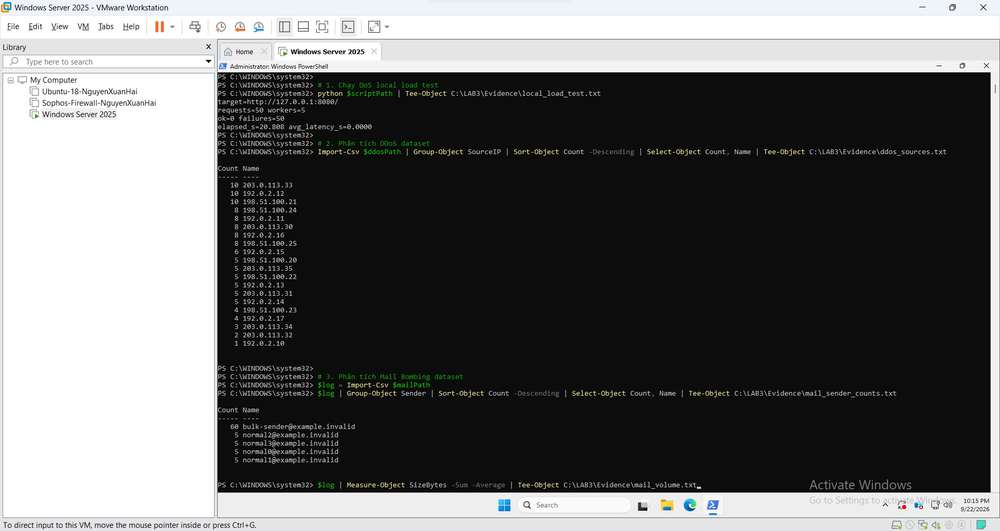 Windows Server 2025 - VMware Workstation
File Edit View VM Tabs Help
Library
Type here to search
My Computer
Ubuntu-18-NguyenXuanHai
Sophos-Firewall-NguyenXuanHai
Windows Server 2025
Home
Windows Server 2025
Administrator: Windows PowerShell
PS C:\WINDOWS\system32>
PS C:\WINDOWS\system32> # 1. Chạy DoS local load test
PS C:\WINDOWS\system32> python $scriptPath | Tee-Object C:\LAB3\Evidence\local_load_test.txt
target=http://127.0.0.1:8080/
requests=50 workers=5
ok=0 failures=50
elapsed_s=20.808 avg_latency_s=0.0000
PS C:\WINDOWS\system32>
PS C:\WINDOWS\system32> # 2. Phân tích DDoS dataset
PS C:\WINDOWS\system32> Import-Csv $ddosPath | Group-Object SourceIP | Sort-Object Count -Descending | Select-Object Count, Name | Tee-Object C:\LAB3\Evidence\ddos_sources.txt
Count Name
----- ----
10 203.0.113.33
10 192.0.2.12
10 198.51.100.21
8 198.51.100.24
8 192.0.2.11
8 203.0.113.30
8 192.0.2.16
8 198.51.100.25
6 192.0.2.15
5 198.51.100.20
5 203.0.113.35
5 198.51.100.22
5 192.0.2.13
5 203.0.113.31
5 192.0.2.14
4 198.51.100.23
4 192.0.2.17
3 203.0.113.34
2 203.0.113.32
1 192.0.2.10
PS C:\WINDOWS\system32>
PS C:\WINDOWS\system32> # 3. Phân tích Mail Bombing dataset
PS C:\WINDOWS\system32> $log = Import-Csv $mailPath
PS C:\WINDOWS\system32> $log | Group-Object Sender | Sort-Object Count -Descending | Select-Object Count, Name | Tee-Object C:\LAB3\Evidence\mail_sender_counts.txt
Count Name
----- ----
60 bulk-sender@example.invalid
5 normal2@example.invalid
5 normal3@example.invalid
5 normal0@example.invalid
5 normal1@example.invalid
PS C:\WINDOWS\system32> $log | Measure-Object SizeBytes -Sum -Average | Tee-Object C:\LAB3\Evidence\mail_volume.txt_
Activate Windows
Go to Settings to activate Windows.
Search
10:15 PM
9/22/2026
To direct input to this VM, move the mouse pointer inside or press Ctrl+G.